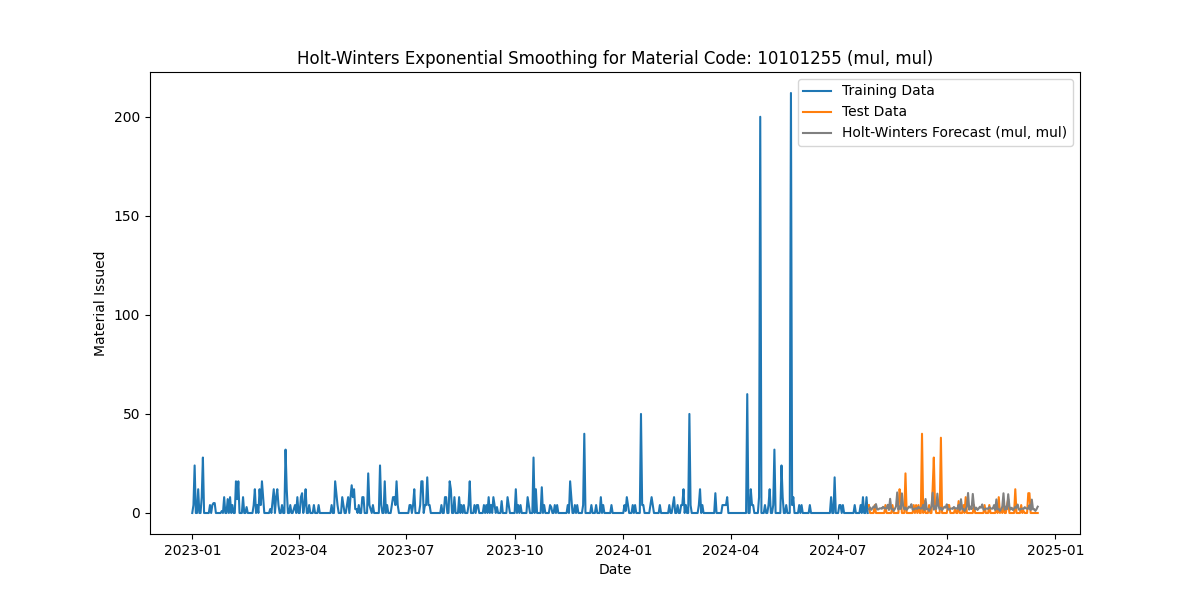 Holt-Winters Exponential Smoothing for Material Code: 10101255 (mul, mul)
Training Data
Test Data
Holt-Winters Forecast (mul, mul)
Material Issued
200
150
100
50
0
2023-01 2023-04 2023-07 2023-10 2024-01 2024-04 2024-07 2024-10 2025-01
Date